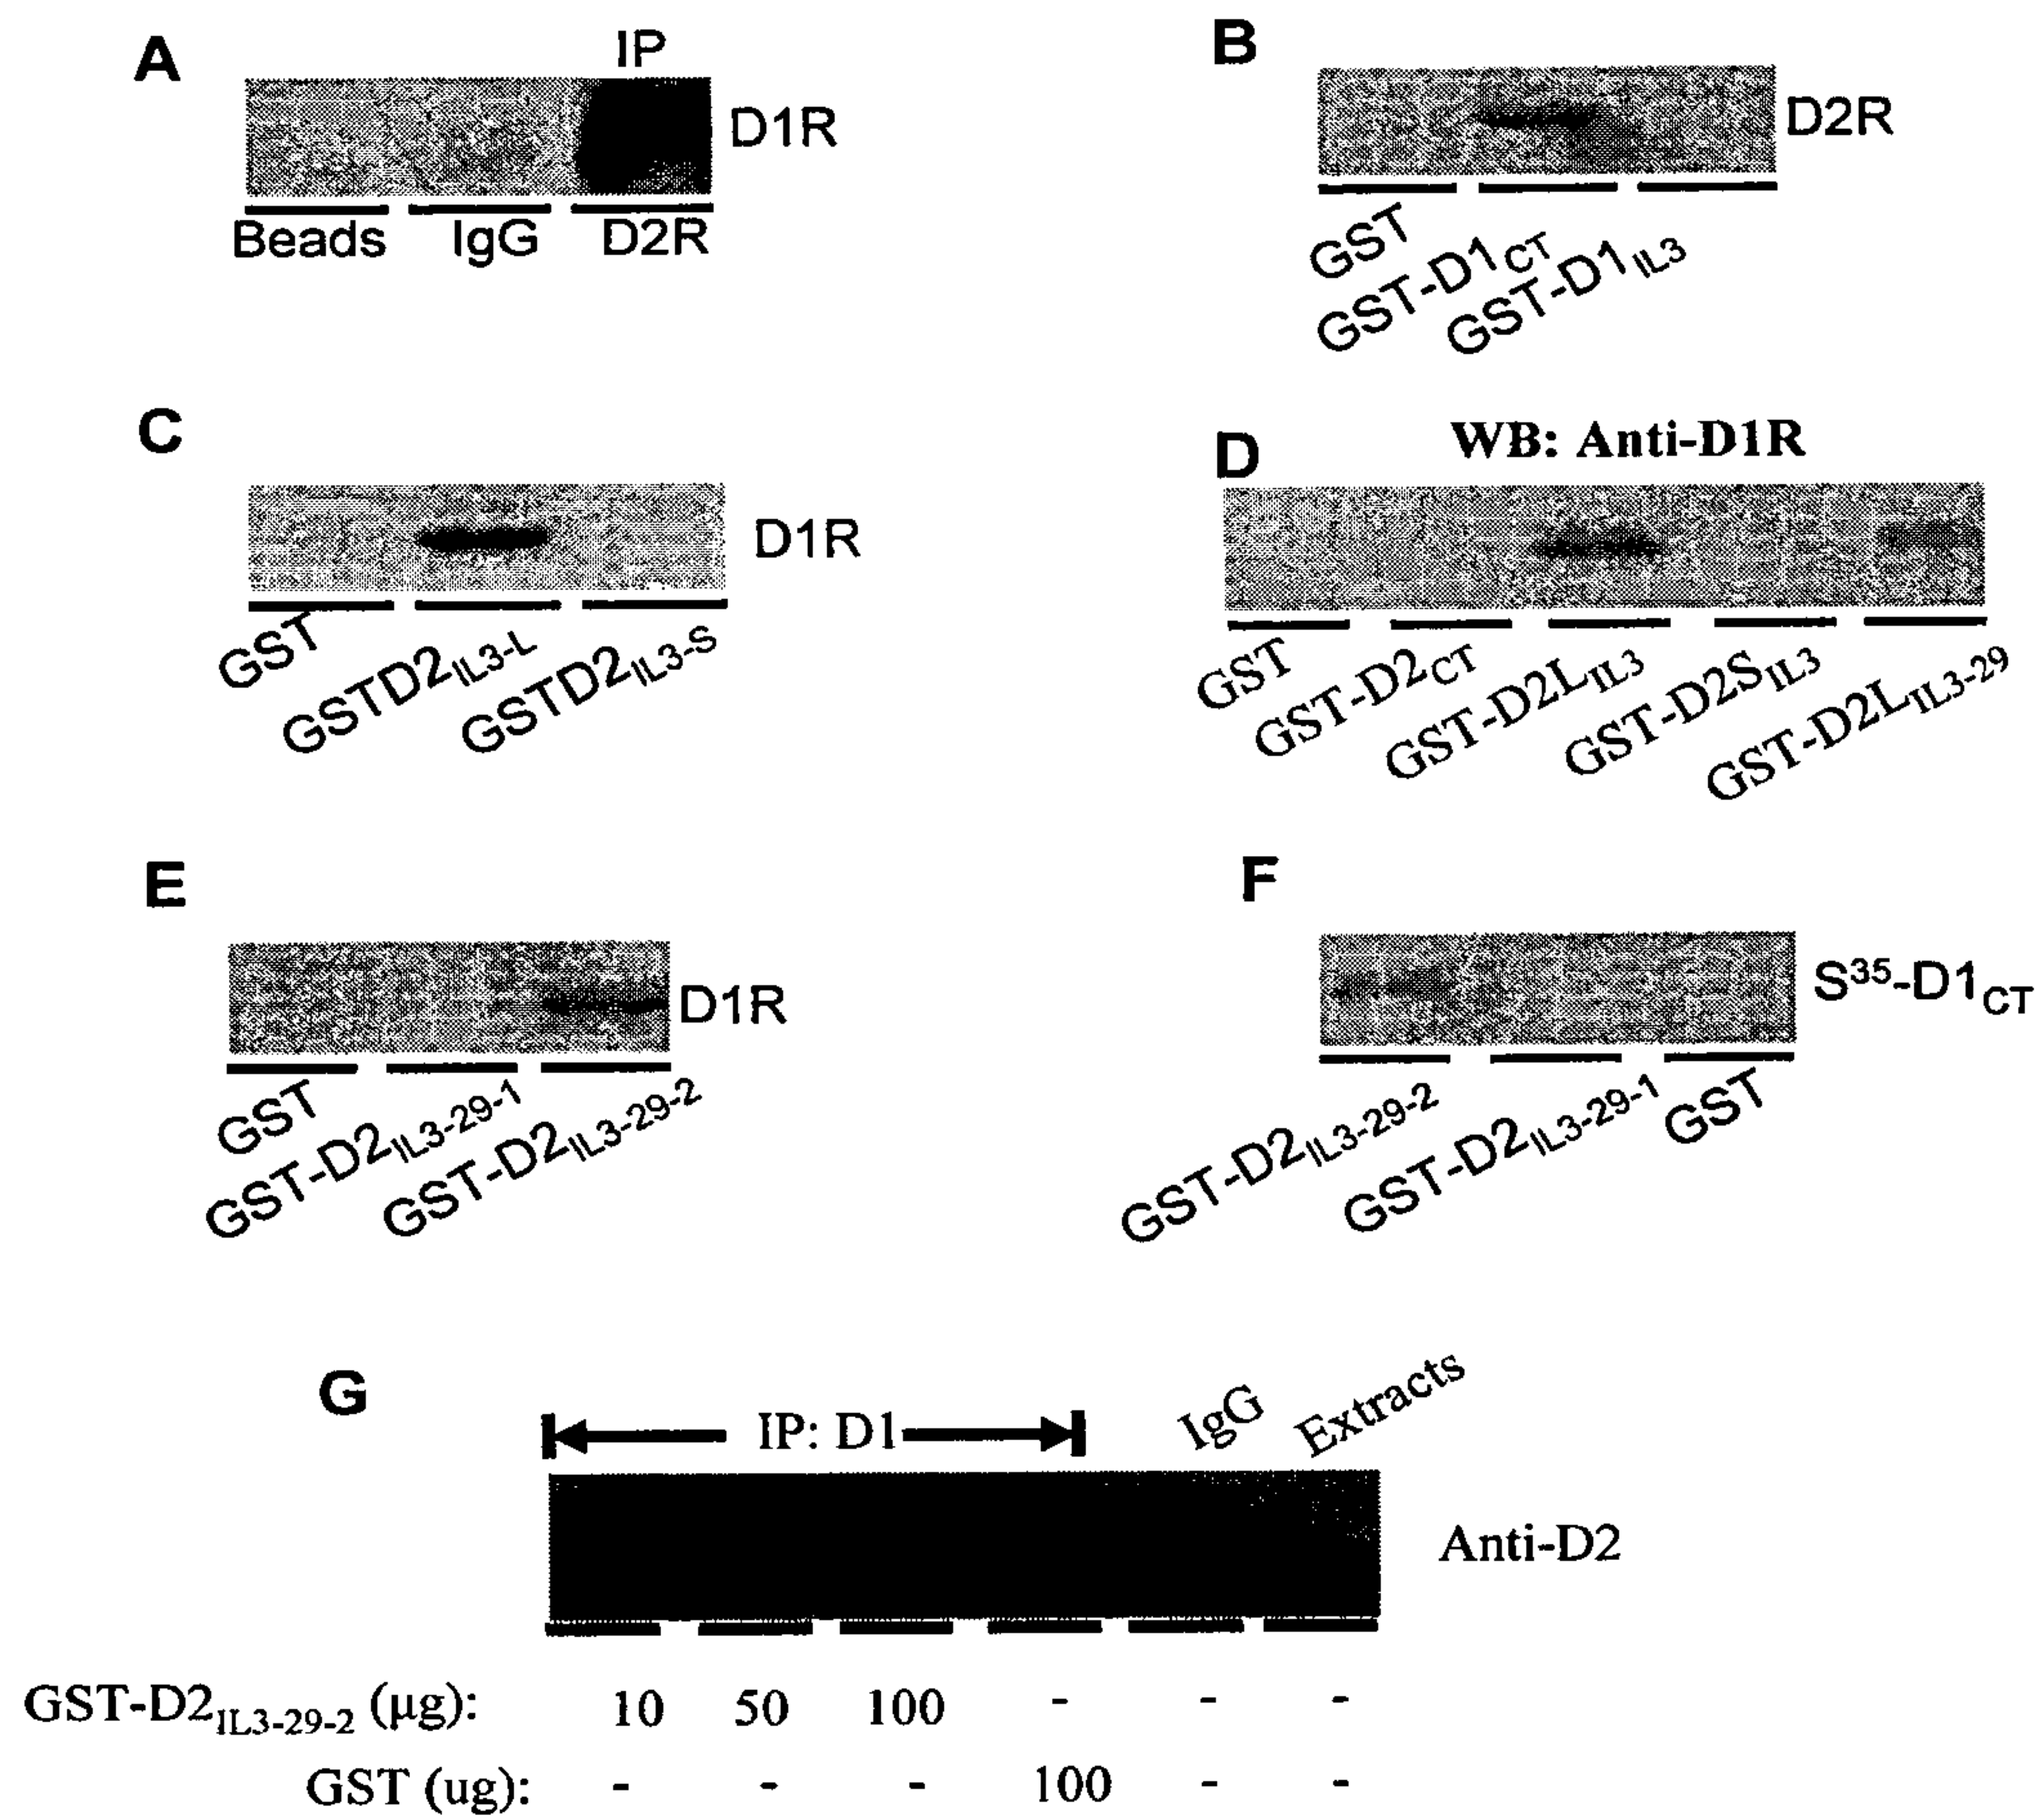 A
IP
D1R
Beads IgG D2R
B
D2R
GST
GST-D1CT
GST-D1IL3
C
D1R
GST
GSTD2IL3-L
GSTD2IL3-S
D
WB: Anti-D1R
GST
GST-D2CT
GST-D2LIL3
GST-D2SIL3
GST-D2LIL3-29
E
D1R
GST
GST-D2IL3-29-1
GST-D2IL3-29-2
F
S35-D1CT
GST-D2IL3-29-2
GST-D2IL3-29-1
GST
G
IP: D1 IgG Extracts
Anti-D2
GST-D2IL3-29-2 (µg): 10 50 100 - - -
GST (ug): - - - 100 - -